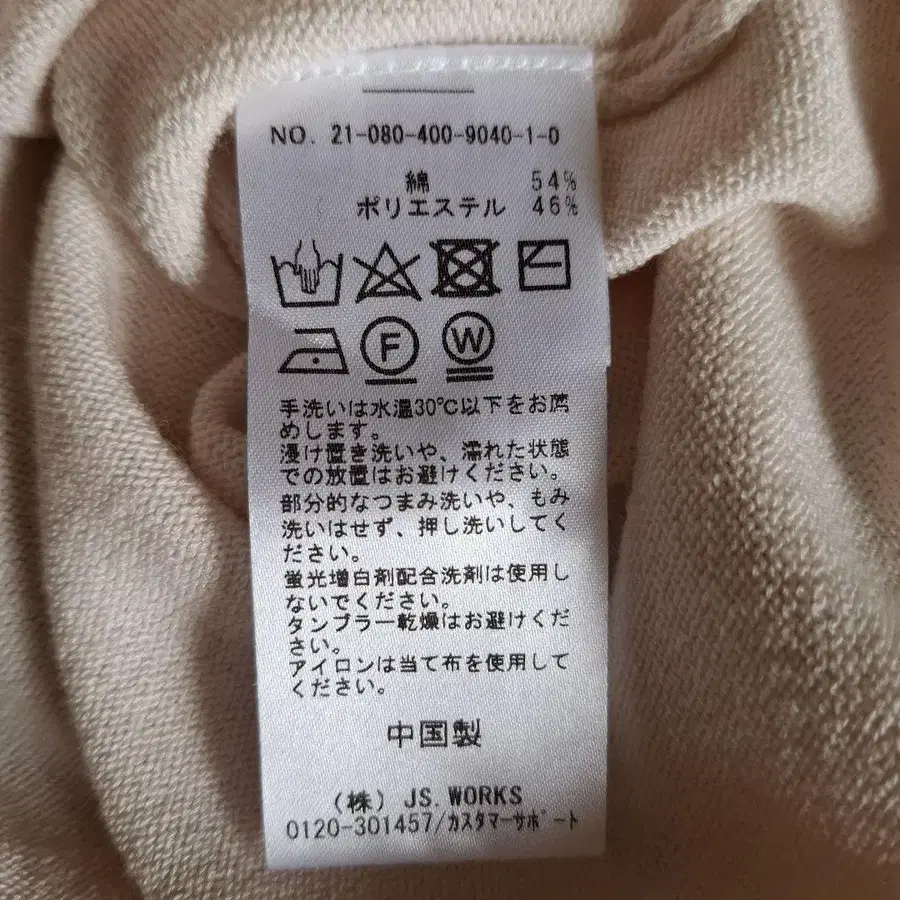 NO. 21-080-400-9040-1-0
綿 54%
ポリエステル 46%
F W
手洗いは水温30℃以下をお薦
めします。
浸け置き洗いや、濡れた状態
での放置はお避けください。
部分的なつまみ洗いや、もみ
洗いはせず、押し洗いしてく
ださい。
蛍光増白剤配合洗剤は使用し
ないでください。
タンブラー乾燥はお避けくだ
さい。
アイロンは当て布を使用して
ください。
中国製
(株) JS.WORKS
0120-301457/カスタマーサポート